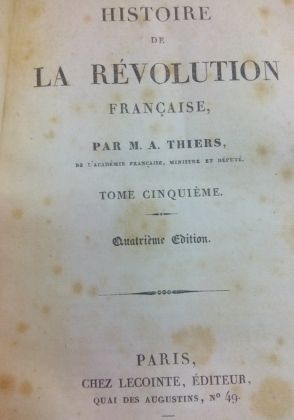 HISTOIRE
DE
LA RÉVOLUTION
FRANÇAISE,
PAR M. A. THIERS,
DE L'ACADÉMIE FRANÇAISE, MINISTRE ET DÉPUTÉ.
TOME CINQUIÈME.
Quatrième Edition.
PARIS,
CHEZ LECOINTE, ÉDITEUR,
QUAI DES AUGUSTINS, Nº 49.